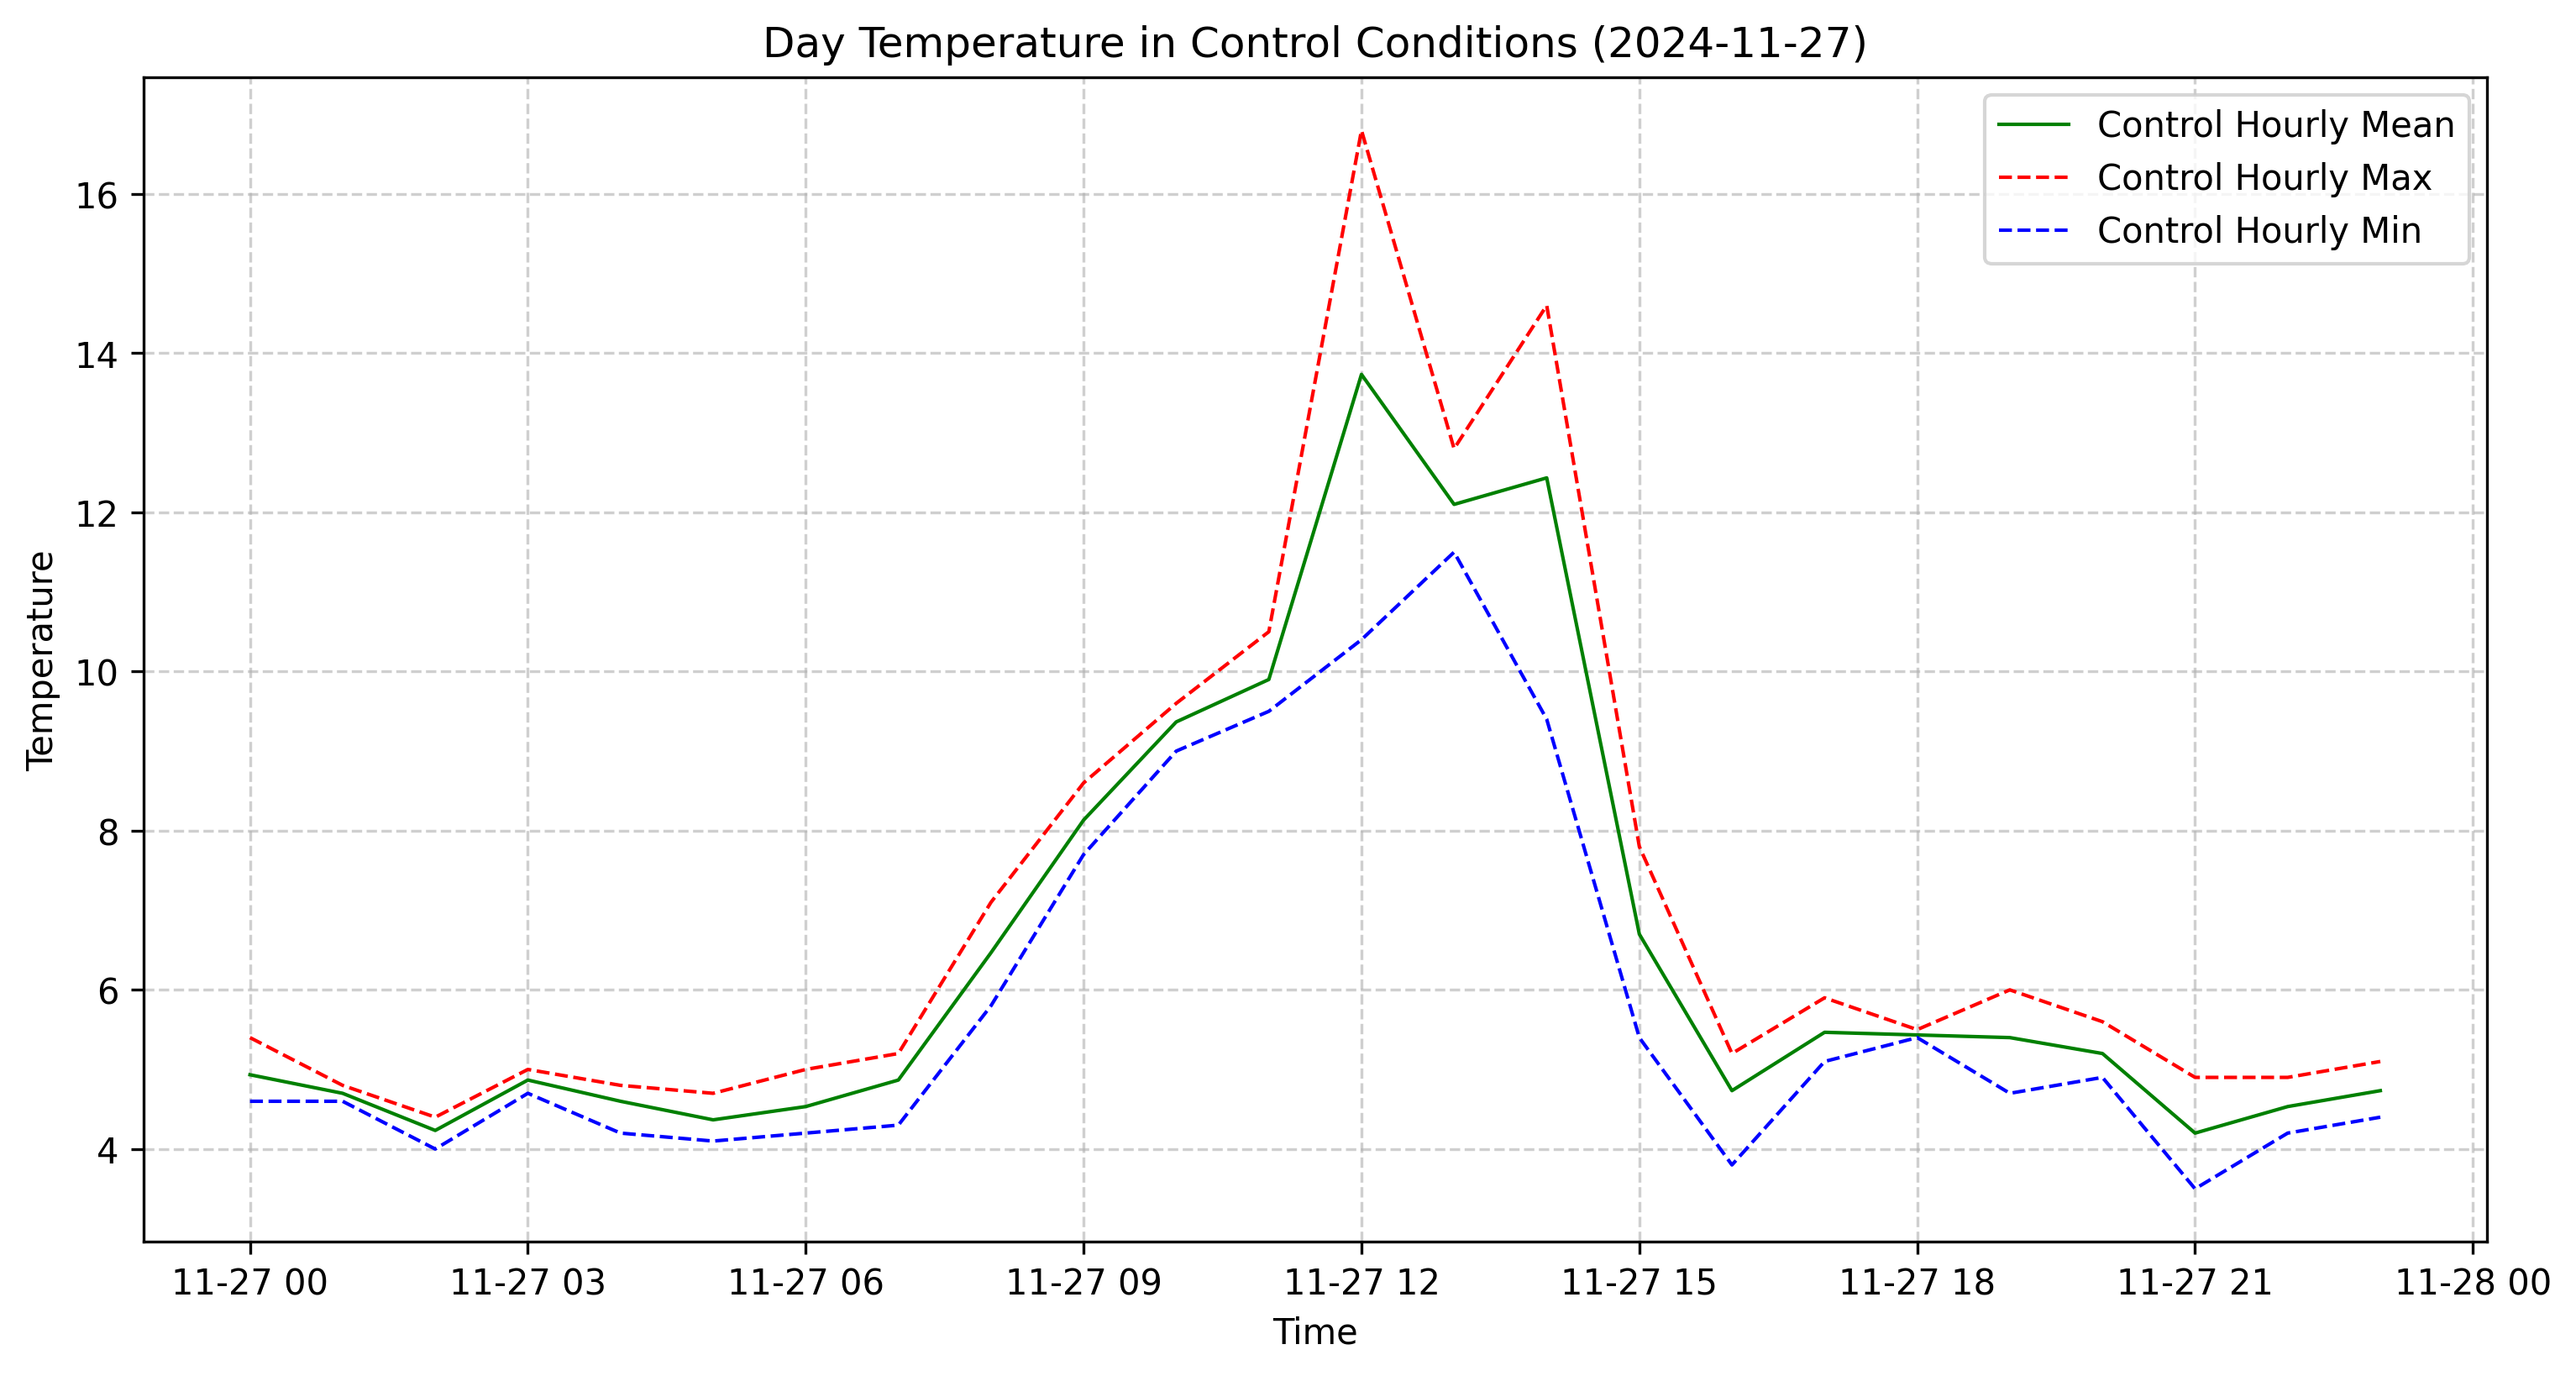 Day Temperature in Control Conditions (2024-11-27)
Control Hourly Mean
Control Hourly Max
Control Hourly Min
Temperature
16
14
12
10
8
6
4
11-27 00 11-27 03 11-27 06 11-27 09 11-27 12 11-27 15 11-27 18 11-27 21 11-28 00
Time